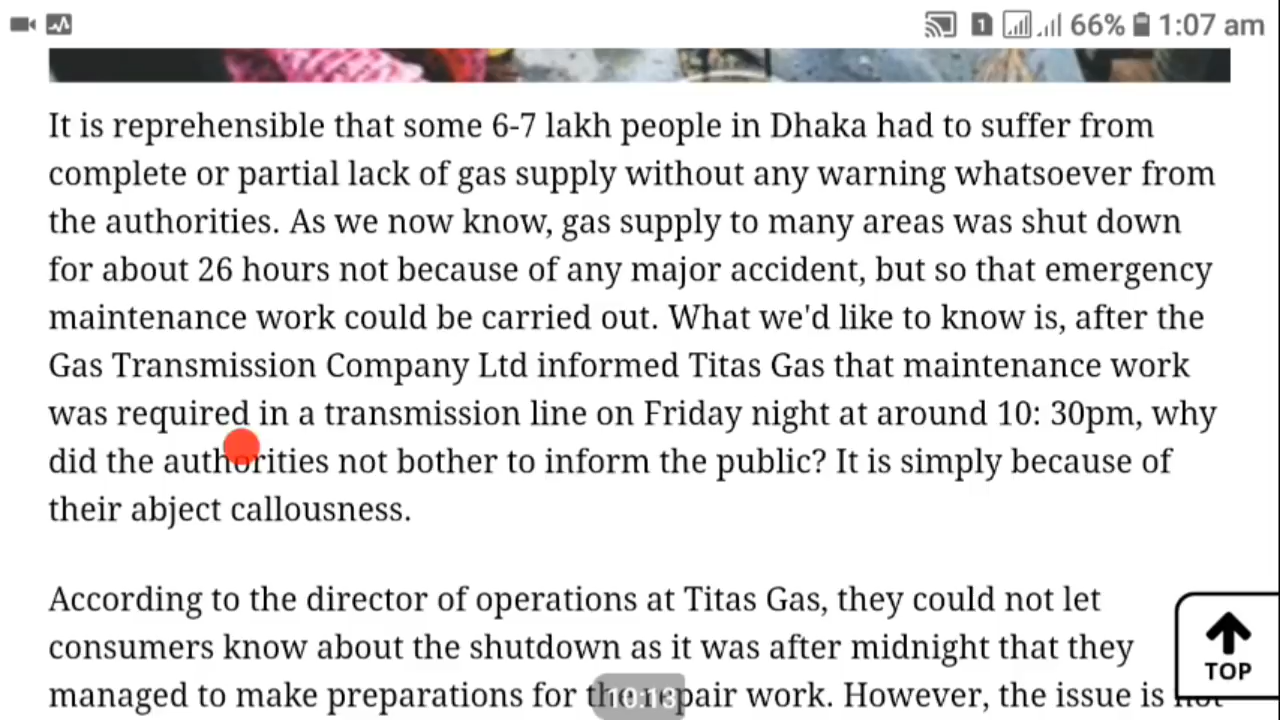 1 66% 1:07 am
It is reprehensible that some 6-7 lakh people in Dhaka had to suffer from
complete or partial lack of gas supply without any warning whatsoever from
the authorities. As we now know, gas supply to many areas was shut down
for about 26 hours not because of any major accident, but so that emergency
maintenance work could be carried out. What we'd like to know is, after the
Gas Transmission Company Ltd informed Titas Gas that maintenance work
was required in a transmission line on Friday night at around 10: 30pm, why
did the authorities not bother to inform the public? It is simply because of
their abject callousness.
According to the director of operations at Titas Gas, they could not let
consumers know about the shutdown as it was after midnight that they
TOP
managed to make preparations for the repair work. However, the issue is not
10:13